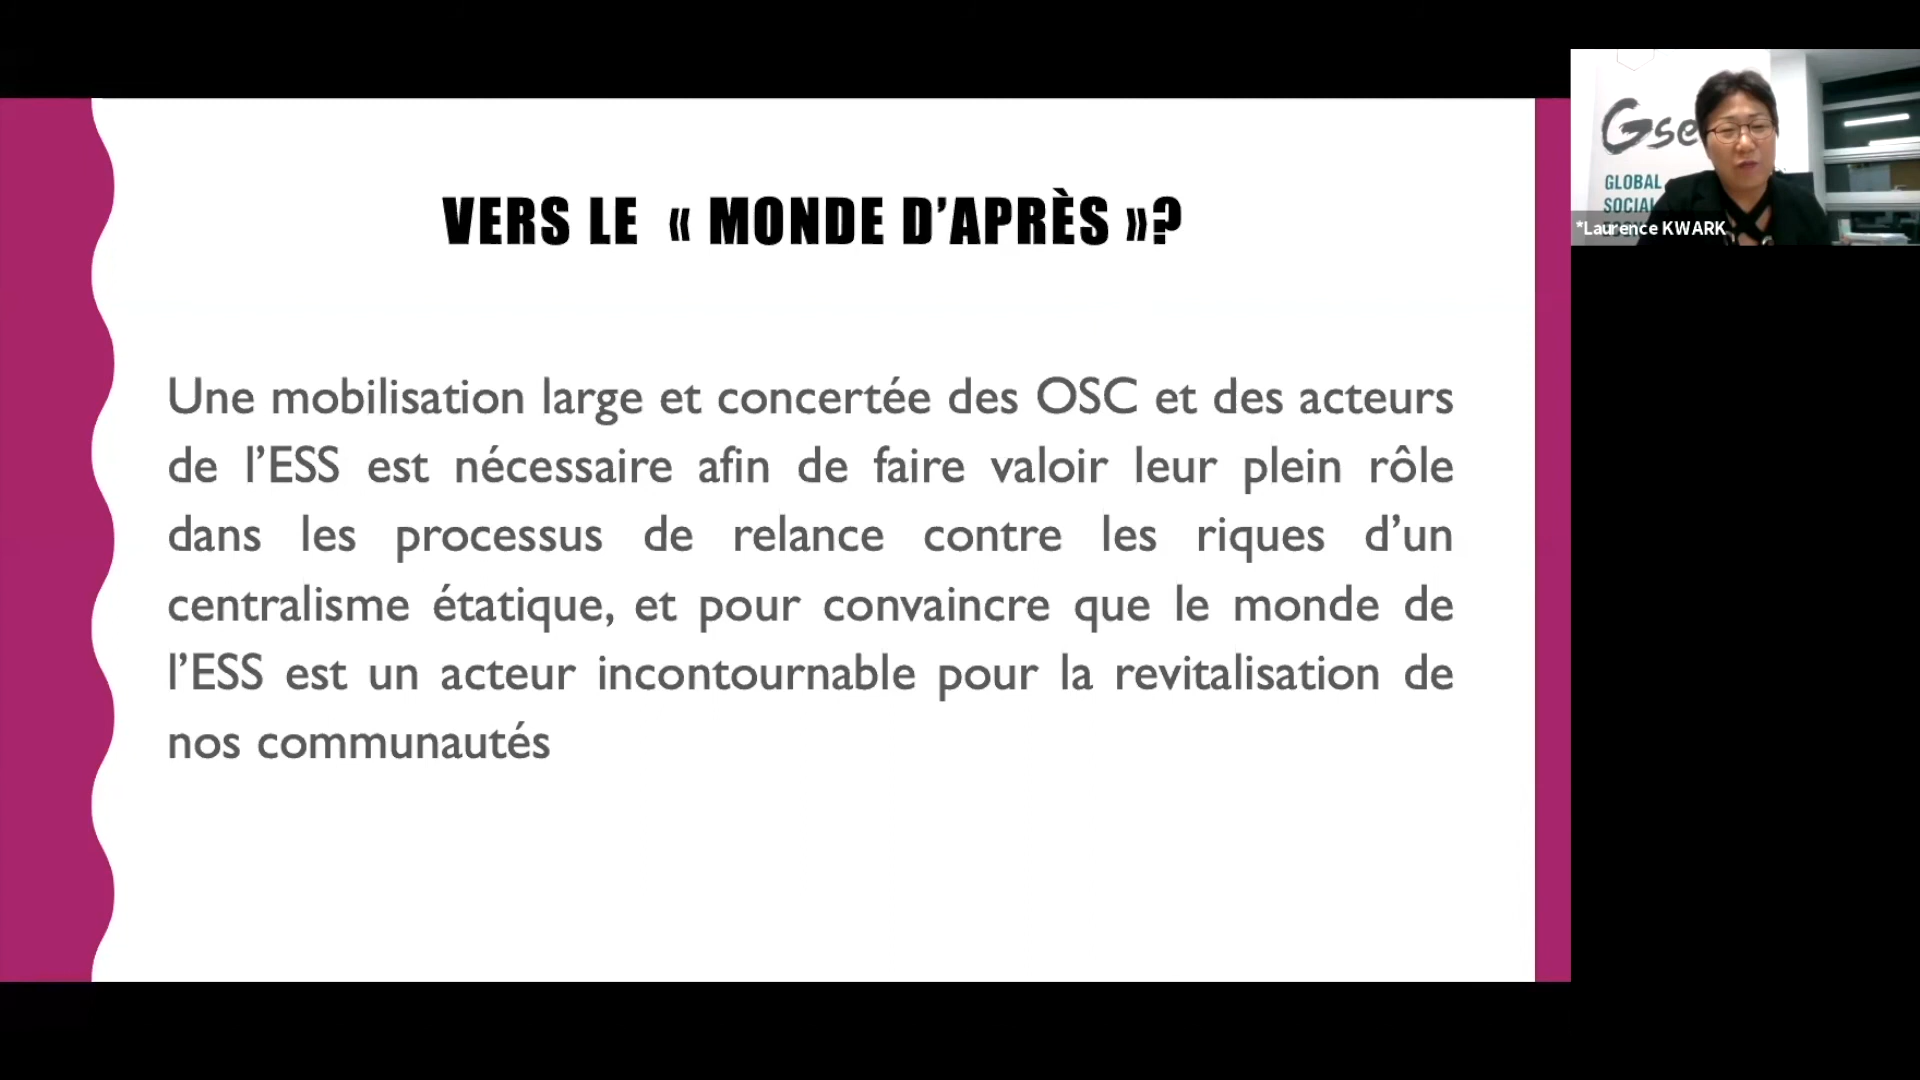 VERS LE « MONDE D’APRÈS »?
Une mobilisation large et concertée des OSC et des acteurs
de l’ESS est nécessaire afin de faire valoir leur plein rôle
dans les processus de relance contre les riques d’un
centralisme étatique, et pour convaincre que le monde de
l’ESS est un acteur incontournable pour la revitalisation de
nos communautés
Gse
GLOBAL
SOCIAL
*Laurence KWARK